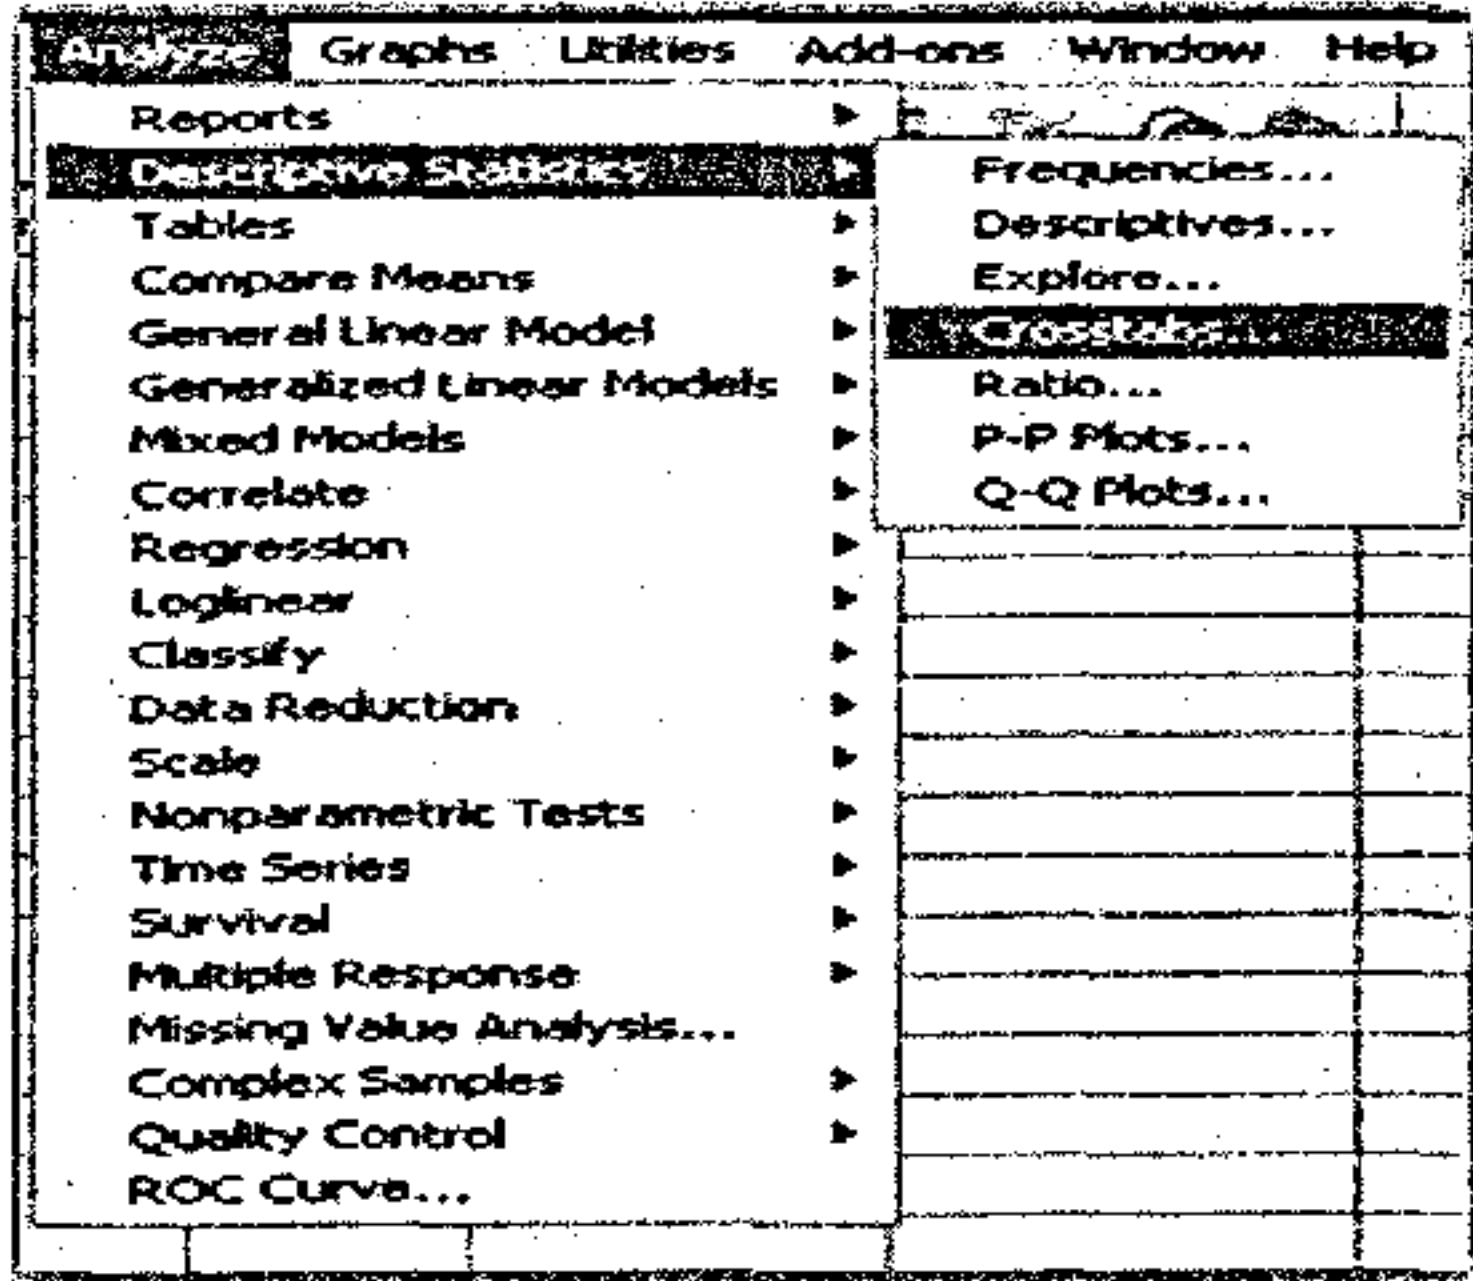 Analyze Graphs Utilities Add-ons Window Help
Reports
Descriptive Statistics
Tables
Compare Means
General Linear Model
Generalized Linear Models
Mixed Models
Correlate
Regression
Loglinear
Classify
Data Reduction
Scale
Nonparametric Tests
Time Series
Survival
Multiple Response
Missing Value Analysis...
Complex Samples
Quality Control
ROC Curve...
Frequencies...
Descriptives...
Explore...
Crosstabs...
Ratio...
P-P Plots...
Q-Q Plots...